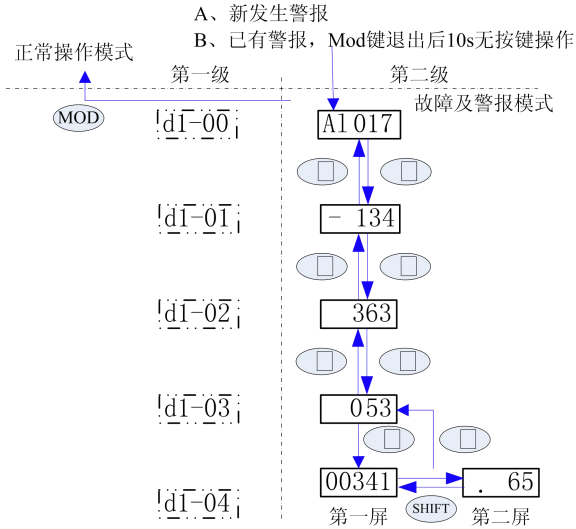 A、新发生警报
B、已有警报，Mod键退出后10s无按键操作
正常操作模式
第一级
第二级
故障及警报模式
MOD
d1-00
Al 017
d1-01
- 134
d1-02
363
d1-03
053
00341
. 65
d1-04
SHIFT
第一屏
第二屏